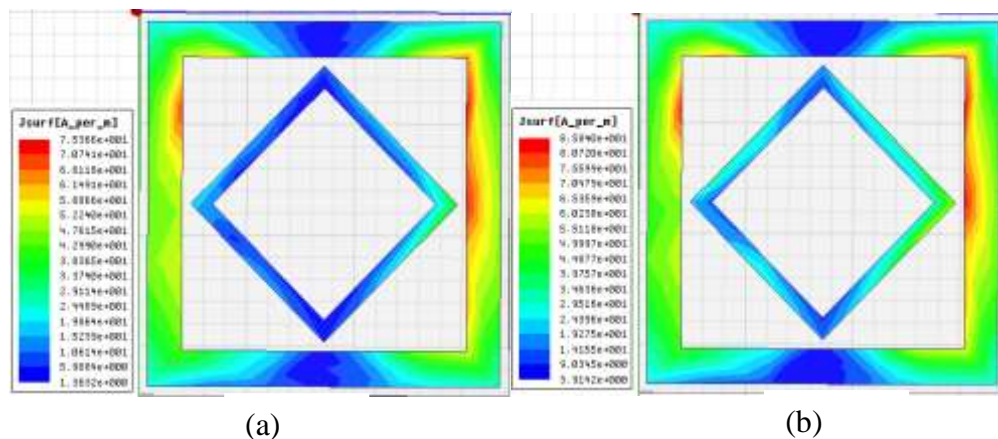 Jsurf[A_per_m]
7.5366e+001
7.0741e+001
6.6116e+001
6.1491e+001
5.6866e+001
5.2240e+001
4.7615e+001
4.2990e+001
3.8365e+001
3.3740e+001
2.9114e+001
2.4489e+001
1.9864e+001
1.5239e+001
1.0614e+001
5.9884e+000
1.3632e+000
(a)
Jsurf[A_per_m]
8.5840e+001
8.0720e+001
7.5599e+001
7.0479e+001
6.5359e+001
6.0238e+001
5.5118e+001
4.9997e+001
4.4877e+001
3.9757e+001
3.4636e+001
2.9516e+001
2.4396e+001
1.9275e+001
1.4155e+001
9.0345e+000
3.9142e+000
(b)